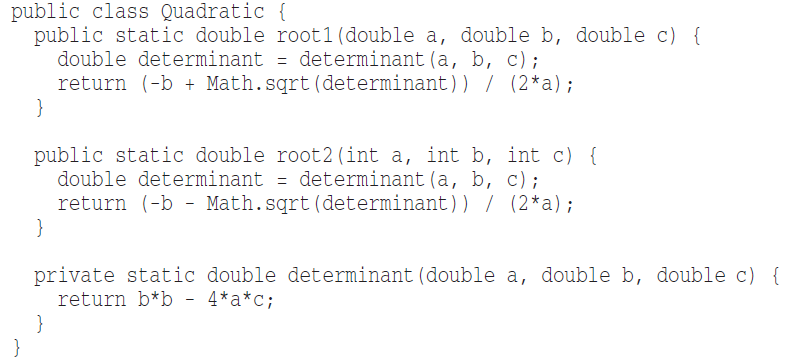 public class Quadratic {
  public static double root1(double a, double b, double c) {
    double determinant = determinant(a, b, c);
    return (-b + Math.sqrt(determinant)) / (2*a);
  }

  public static double root2(int a, int b, int c) {
    double determinant = determinant(a, b, c);
    return (-b - Math.sqrt(determinant)) / (2*a);
  }

  private static double determinant(double a, double b, double c) {
    return b*b - 4*a*c;
  }
}